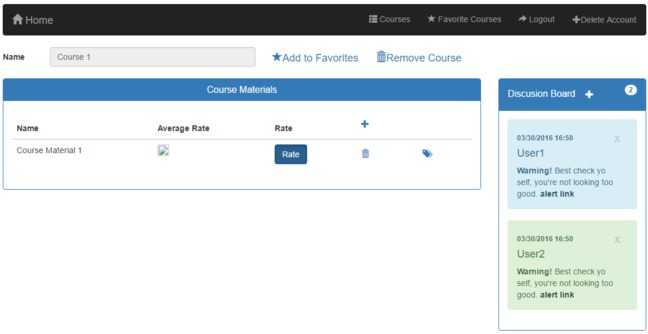 Home Courses Favorite Courses Logout Delete Account
Name Course 1 Add to Favorites Remove Course
Course Materials
Name Average Rate Rate
Course Material 1 Rate
Discusion Board 2
03/30/2016 16:50 x
User1
Warning! Best check yo
self, you're not looking too
good. alert link
03/30/2016 16:50 x
User2
Warning! Best check yo
self, you're not looking too
good. alert link